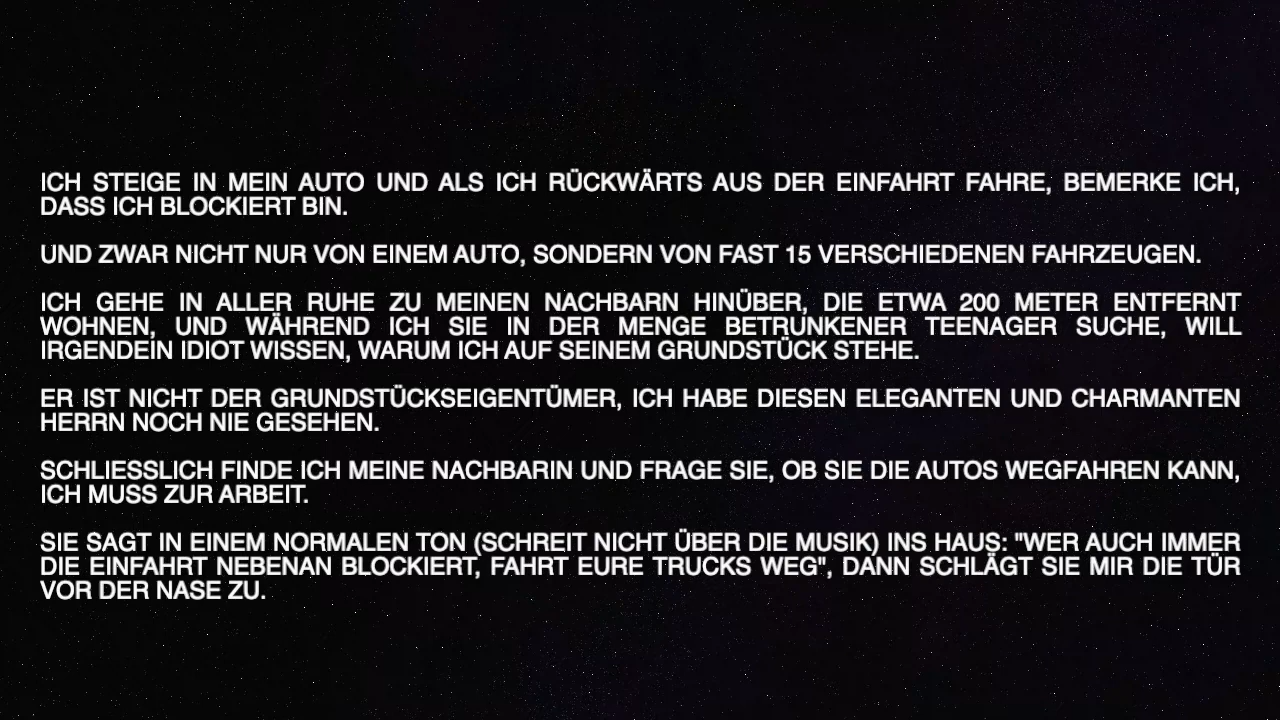 ICH STEIGE IN MEIN AUTO UND ALS ICH RÜCKWÄRTS AUS DER EINFAHRT FAHRE, BEMERKE ICH,
DASS ICH BLOCKIERT BIN.
UND ZWAR NICHT NUR VON EINEM AUTO, SONDERN VON FAST 15 VERSCHIEDENEN FAHRZEUGEN.
ICH GEHE IN ALLER RUHE ZU MEINEN NACHBARN HINÜBER, DIE ETWA 200 METER ENTFERNT
WOHNEN, UND WÄHREND ICH SIE IN DER MENGE BETRUNKENER TEENAGER SUCHE, WILL
IRGENDEIN IDIOT WISSEN, WARUM ICH AUF SEINEM GRUNDSTÜCK STEHE.
ER IST NICHT DER GRUNDSTÜCKSEIGENTÜMER, ICH HABE DIESEN ELEGANTEN UND CHARMANTEN
HERRN NOCH NIE GESEHEN.
SCHLIESSLICH FINDE ICH MEINE NACHBARIN UND FRAGE SIE, OB SIE DIE AUTOS WEGFAHREN KANN,
ICH MUSS ZUR ARBEIT.
SIE SAGT IN EINEM NORMALEN TON (SCHREIT NICHT ÜBER DIE MUSIK) INS HAUS: "WER AUCH IMMER
DIE EINFAHRT NEBENAN BLOCKIERT, FAHRT EURE TRUCKS WEG", DANN SCHLÄGT SIE MIR DIE TÜR
VOR DER NASE ZU.